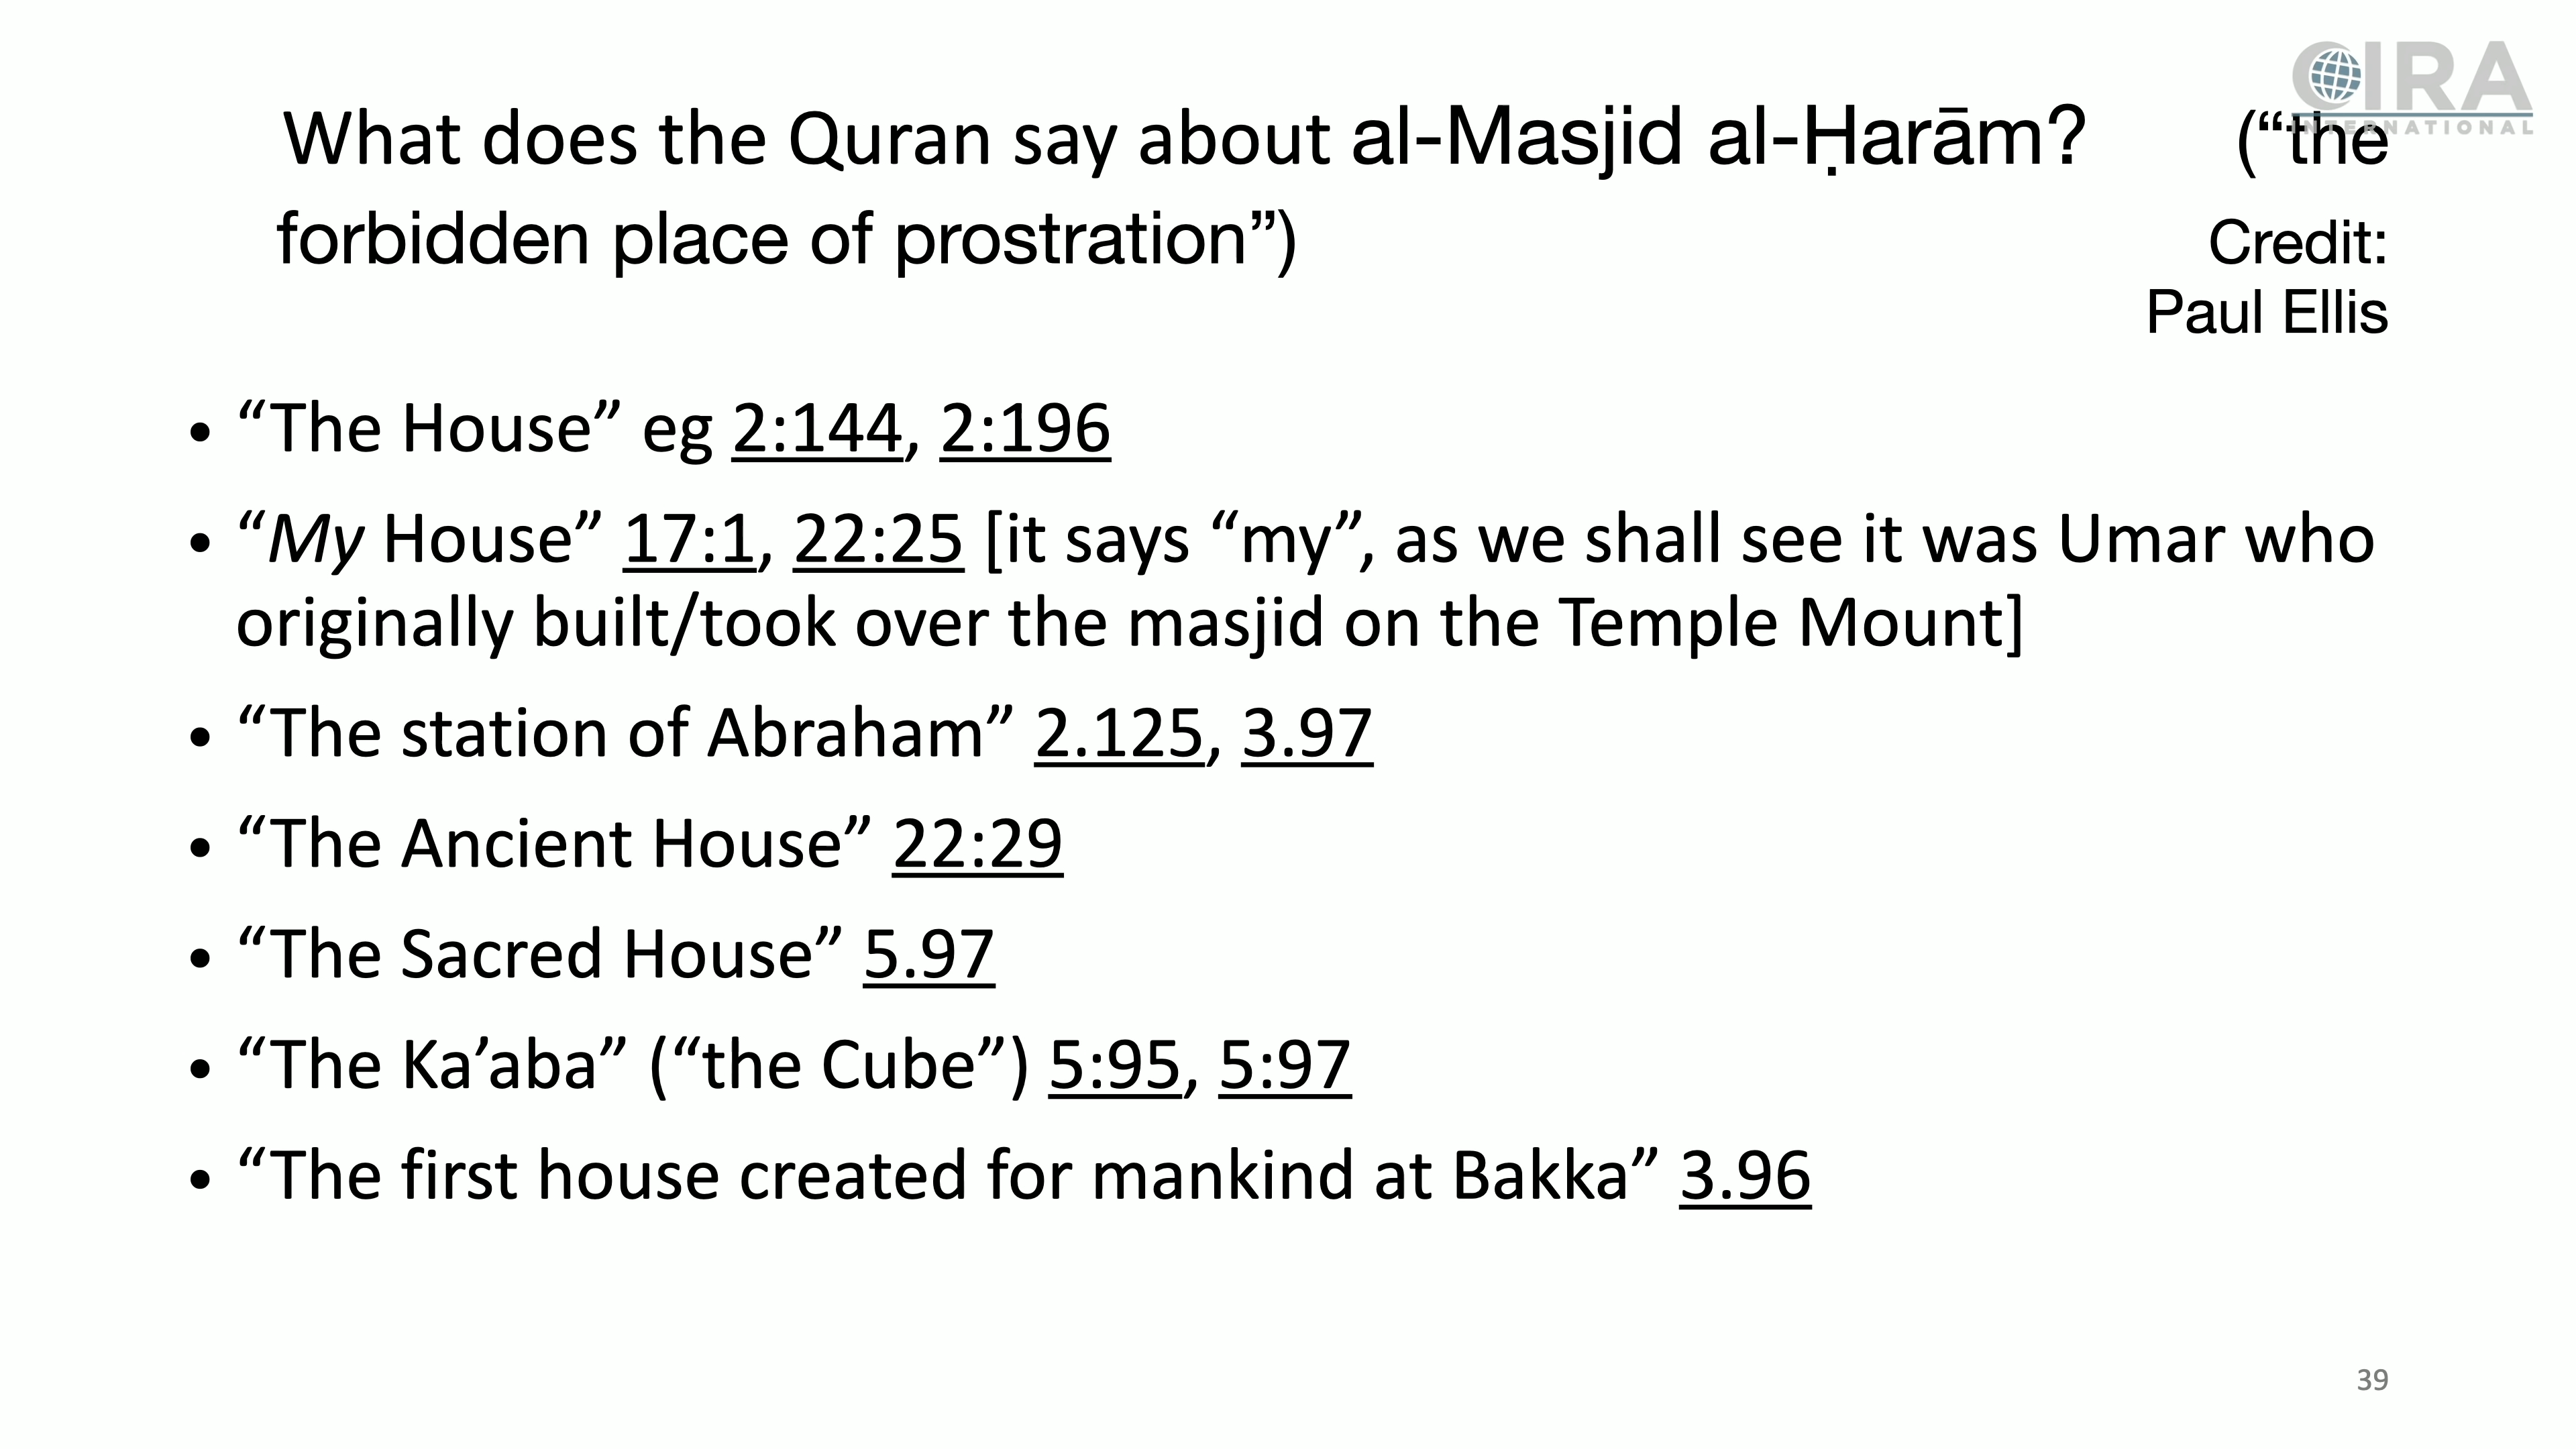 CIRA
INTERNATIONAL
What does the Quran say about al-Masjid al-Ḥarām? (“the
forbidden place of prostration”)
Credit:
Paul Ellis
• “The House” eg 2:144, 2:196
• “My House” 17:1, 22:25 [it says “my”, as we shall see it was Umar who
originally built/took over the masjid on the Temple Mount]
• “The station of Abraham” 2.125, 3.97
• “The Ancient House” 22:29
• “The Sacred House” 5.97
• “The Ka’aba” (“the Cube”) 5:95, 5:97
• “The first house created for mankind at Bakka” 3.96
39